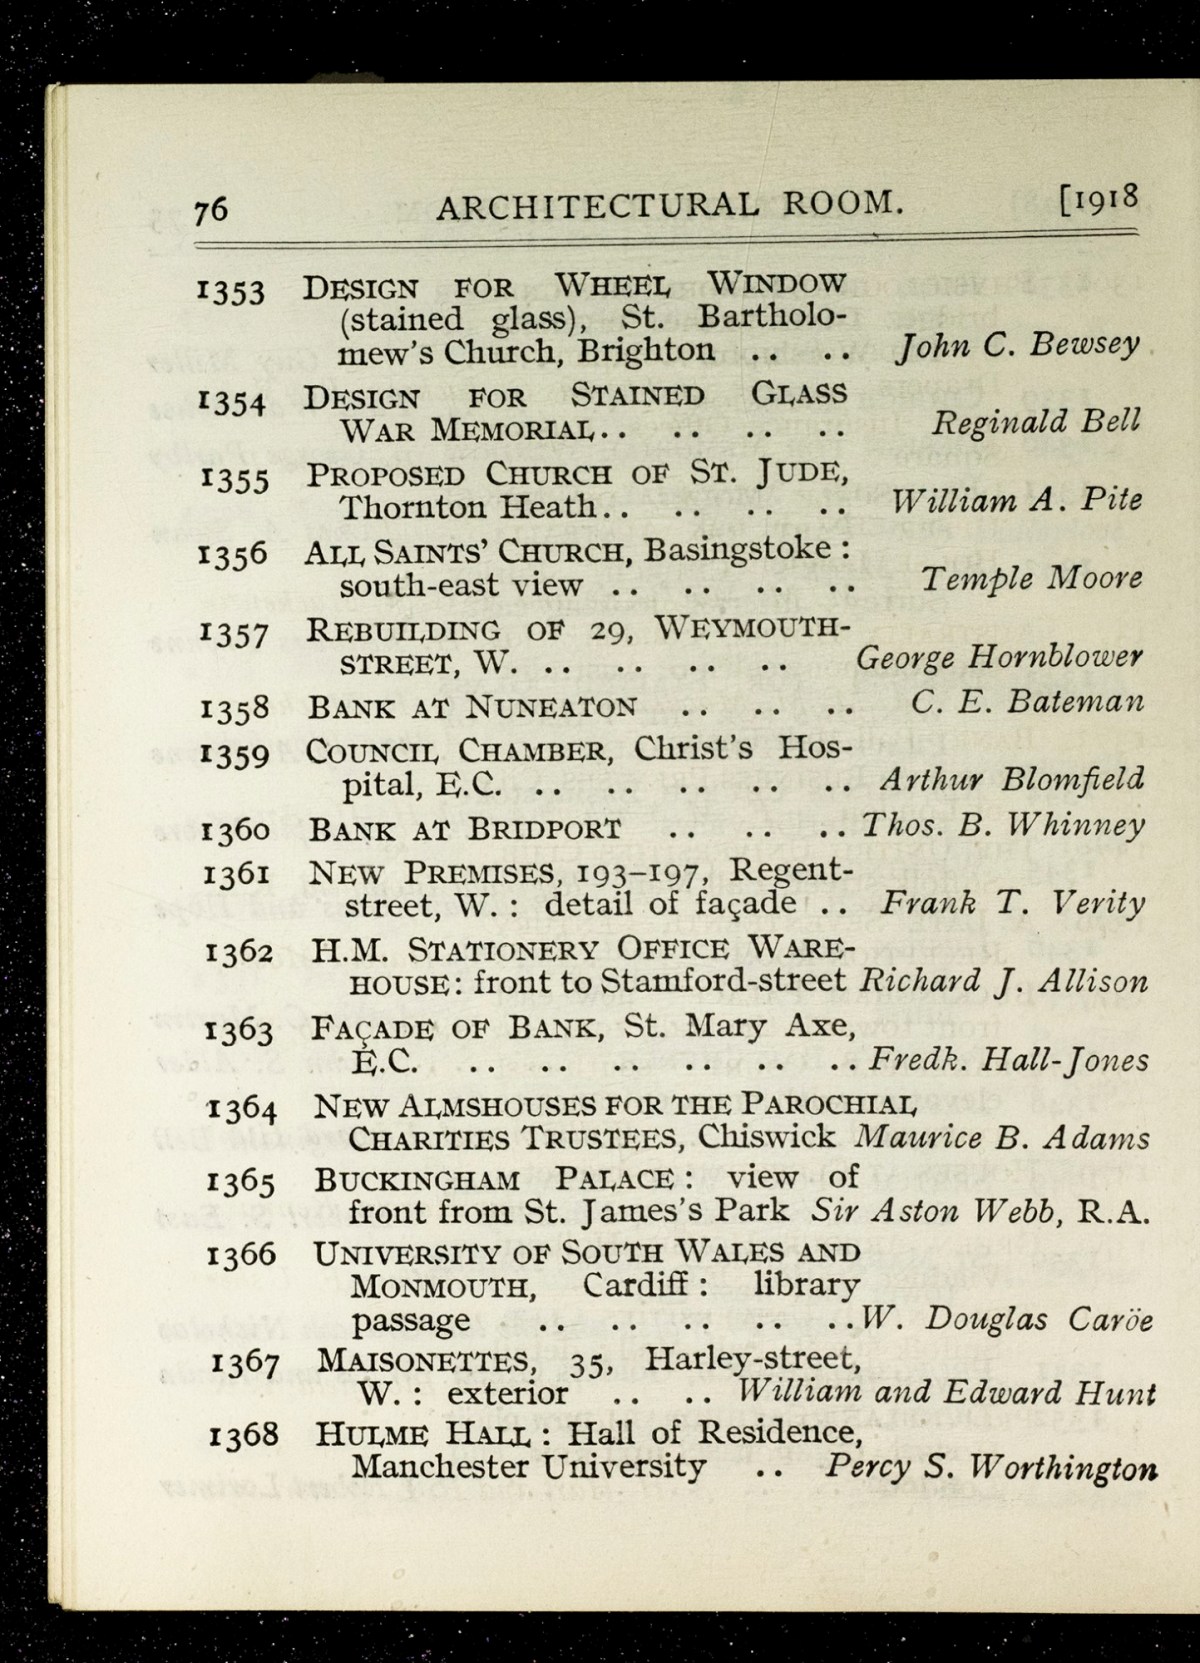 76 ARCHITECTURAL ROOM. [1918
1353 DESIGN FOR WHEEL WINDOW
(stained glass), St. Bartholo-
mew's Church, Brighton .. .. John C. Bewsey
1354 DESIGN FOR STAINED GLASS
WAR MEMORIAL.. .. .. .. Reginald Bell
1355 PROPOSED CHURCH OF ST. JUDE,
Thornton Heath.. .. .. .. William A. Pite
1356 ALL SAINTS' CHURCH, Basingstoke :
south-east view .. .. .. .. Temple Moore
1357 REBUILDING OF 29, WEYMOUTH-
STREET, W. .. .. .. .. George Hornblower
1358 BANK AT NUNEATON .. .. .. C. E. Bateman
1359 COUNCIL CHAMBER, Christ's Hos-
pital, E.C. .. .. .. .. .. Arthur Blomfield
1360 BANK AT BRIDPORT .. .. .. Thos. B. Whinney
1361 NEW PREMISES, 193–197, Regent-
street, W. : detail of façade .. Frank T. Verity
1362 H.M. STATIONERY OFFICE WARE-
HOUSE: front to Stamford-street Richard J. Allison
1363 FAÇADE OF BANK, St. Mary Axe,
E.C. .. .. .. .. .. .. Fredk. Hall-Jones
1364 NEW ALMSHOUSES FOR THE PAROCHIAL
CHARITIES TRUSTEES, Chiswick Maurice B. Adams
1365 BUCKINGHAM PALACE : view of
front from St. James's Park Sir Aston Webb, R.A.
1366 UNIVERSITY OF SOUTH WALES AND
MONMOUTH, Cardiff : library
passage .. .. .. .. .. W. Douglas Caröe
1367 MAISONETTES, 35, Harley-street,
W. : exterior .. .. William and Edward Hunt
1368 HULME HALL : Hall of Residence,
Manchester University .. Percy S. Worthington